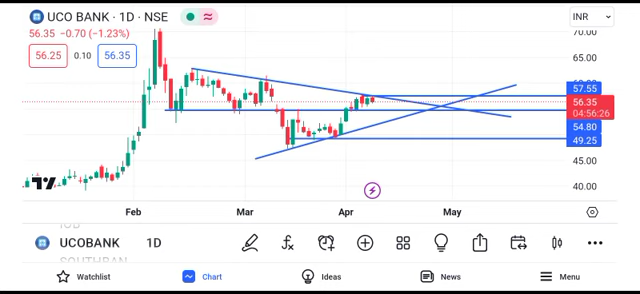 UCO BANK · 1D · NSE
INR
56.35 −0.70 (−1.23%)
56.25
0.10
56.35
70.00
65.00
57.55
56.35
04:56:26
54.80
49.25
45.00
40.00
Feb
Mar
Apr
May
UCOBANK
1D
Watchlist
Chart
Ideas
News
Menu